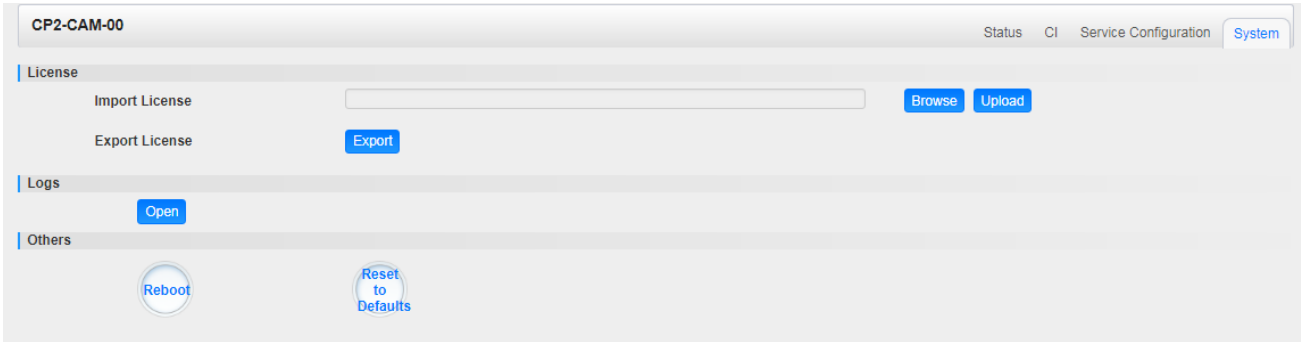 CP2-CAM-00
Status CI Service Configuration System
License
Import License Browse Upload
Export License Export
Logs
Open
Others
Reboot
Reset
to
Defaults